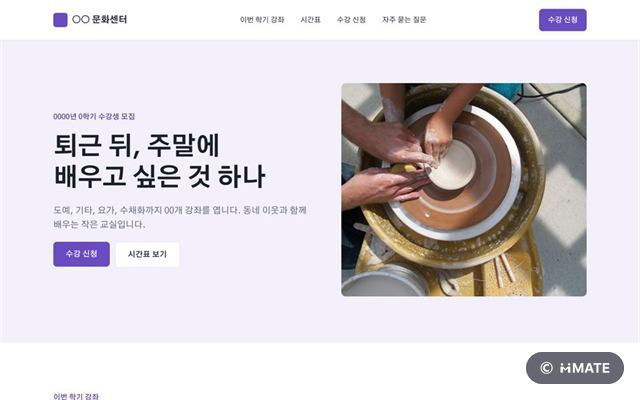 〇〇 문화센터
이번 학기 강좌 시간표 수강 신청 자주 묻는 질문
수강 신청
0000년 0학기 수강생 모집
퇴근 뒤, 주말에
배우고 싶은 것 하나
도예, 기타, 요가, 수채화까지 00개 강좌를 엽니다. 동네 이웃과 함께
배우는 작은 교실입니다.
수강 신청 시간표 보기
이번 학기 강좌
© MMATE